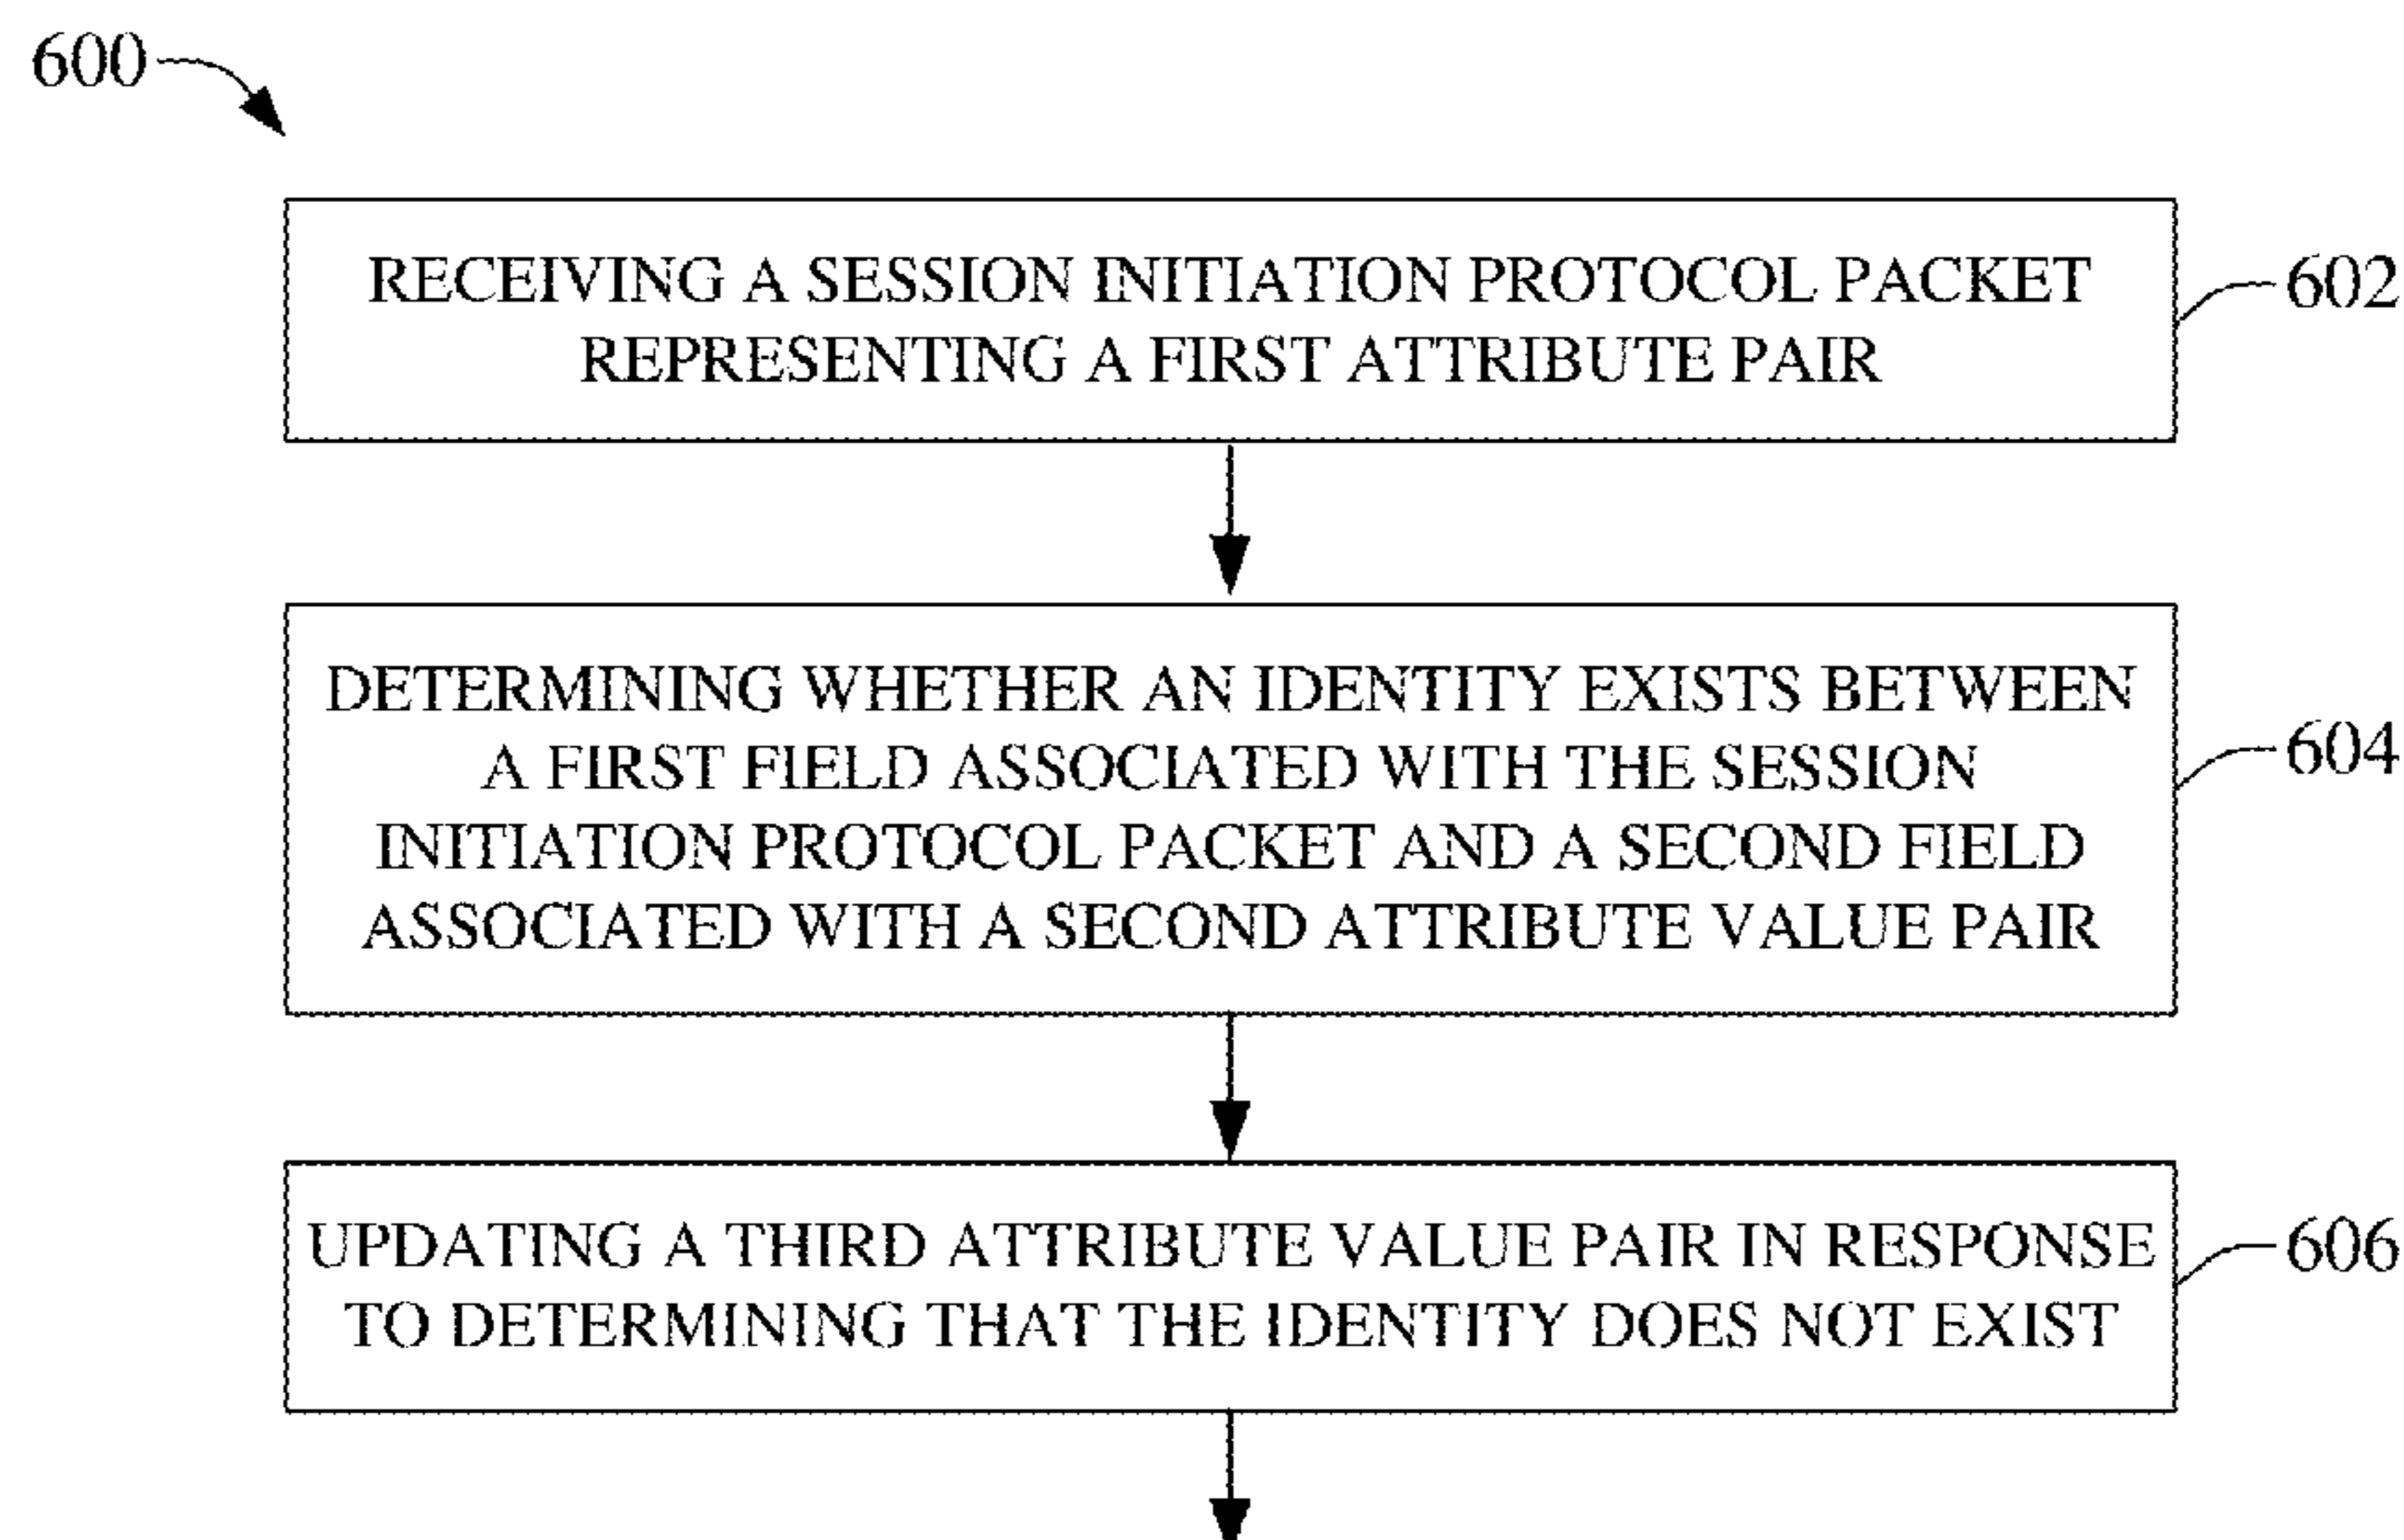 600
RECEIVING A SESSION INITIATION PROTOCOL PACKET
REPRESENTING A FIRST ATTRIBUTE PAIR
602
DETERMINING WHETHER AN IDENTITY EXISTS BETWEEN
A FIRST FIELD ASSOCIATED WITH THE SESSION
INITIATION PROTOCOL PACKET AND A SECOND FIELD
ASSOCIATED WITH A SECOND ATTRIBUTE VALUE PAIR
604
UPDATING A THIRD ATTRIBUTE VALUE PAIR IN RESPONSE
TO DETERMINING THAT THE IDENTITY DOES NOT EXIST
606